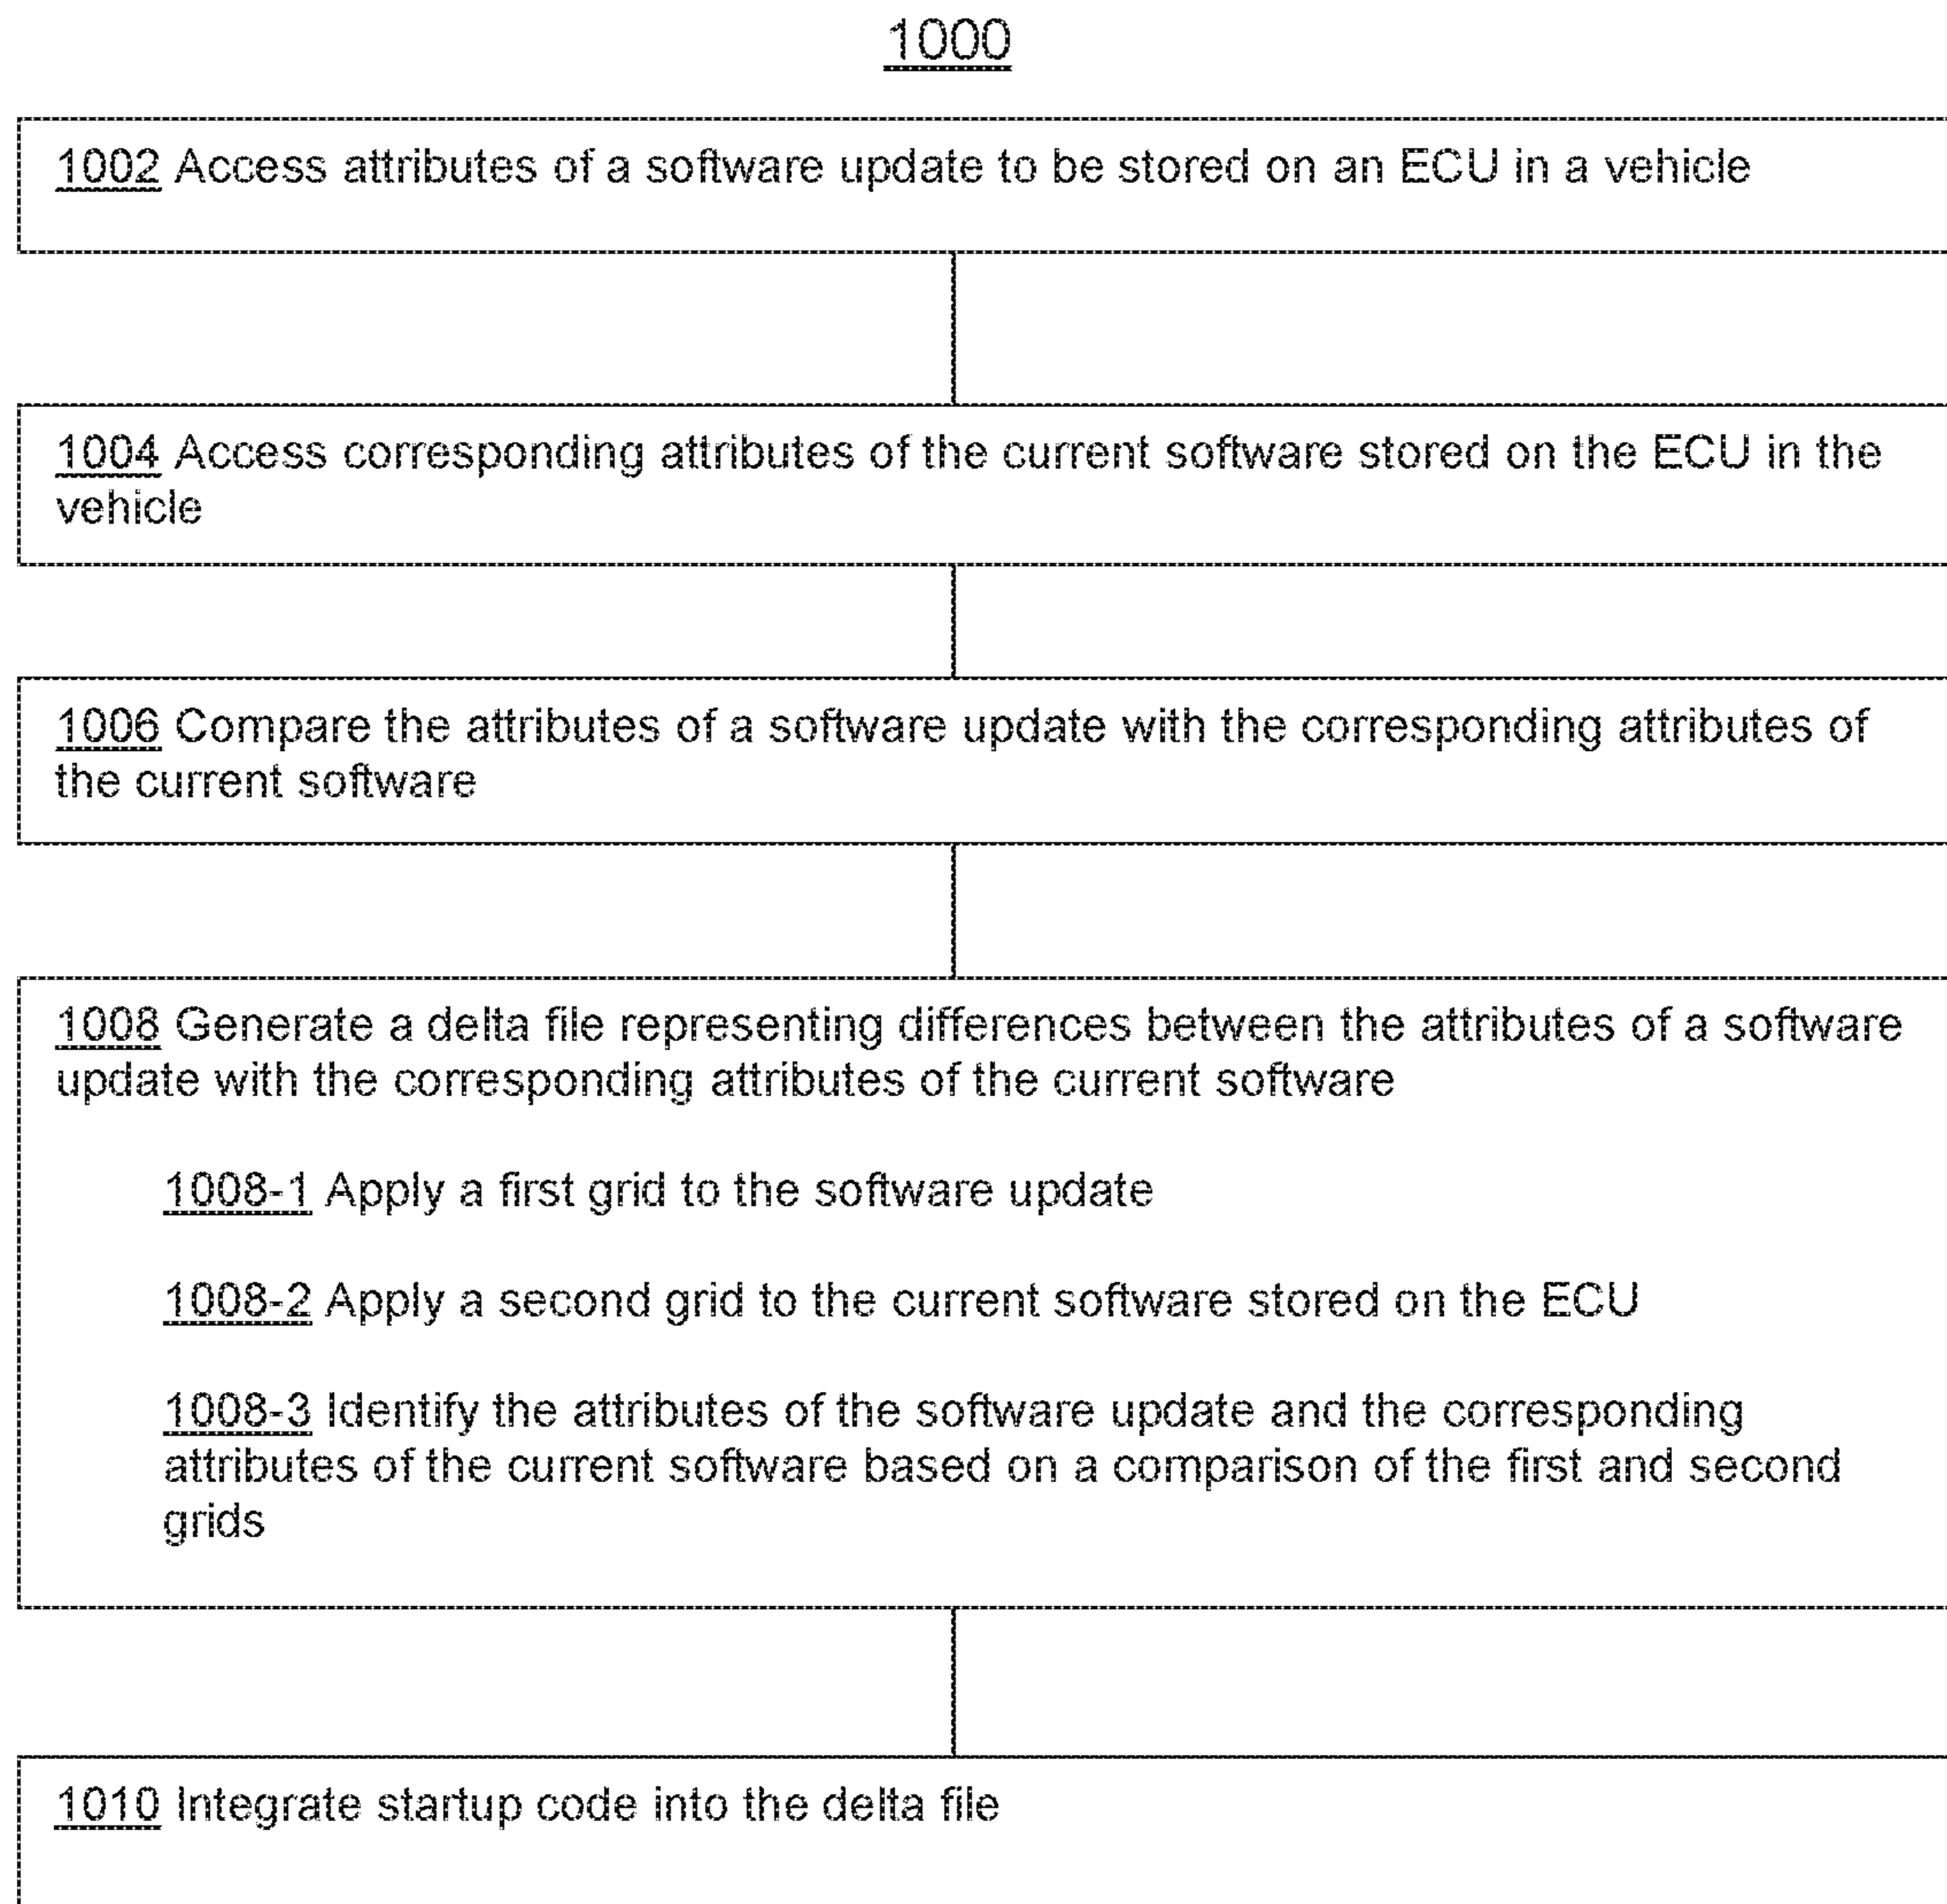 1000
1002 Access attributes of a software update to be stored on an ECU in a vehicle
1004 Access corresponding attributes of the current software stored on the ECU in the
vehicle
1006 Compare the attributes of a software update with the corresponding attributes of
the current software
1008 Generate a delta file representing differences between the attributes of a software
update with the corresponding attributes of the current software
1008-1 Apply a first grid to the software update
1008-2 Apply a second grid to the current software stored on the ECU
1008-3 Identify the attributes of the software update and the corresponding
attributes of the current software based on a comparison of the first and second
grids
1010 Integrate startup code into the delta file